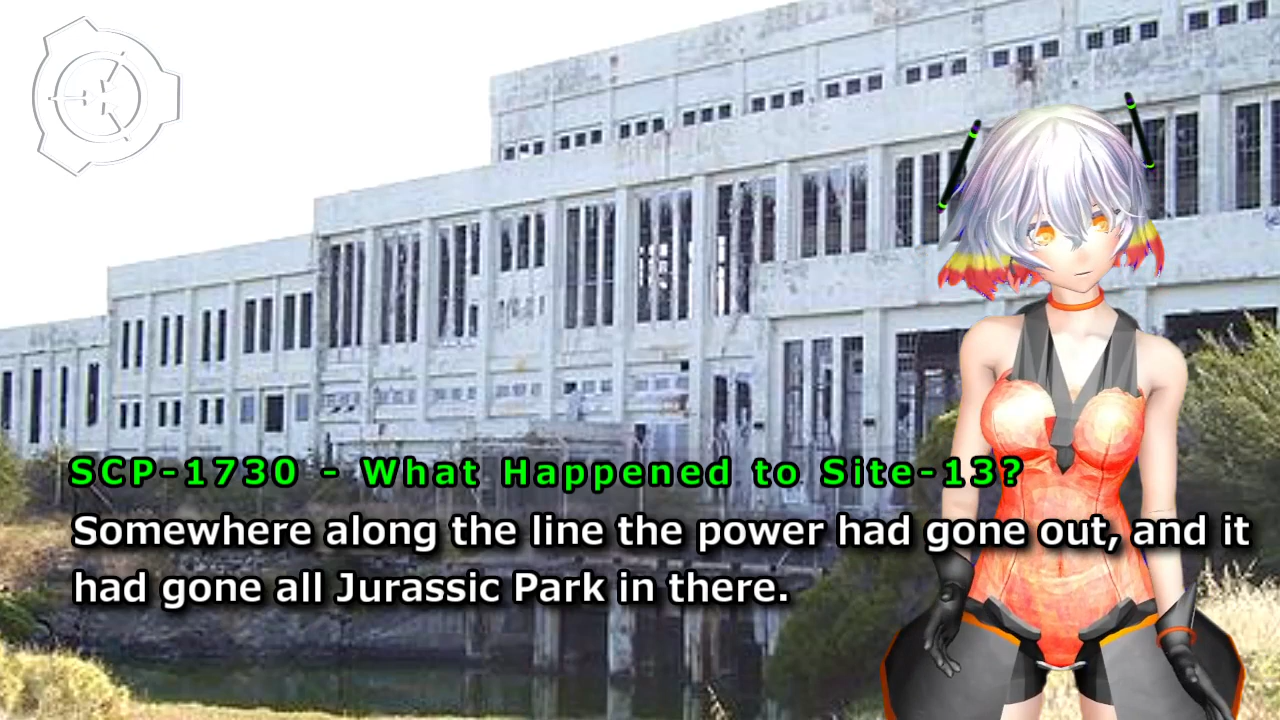 SCP-1730 - What Happened to Site-13?
Somewhere along the line the power had gone out, and it
had gone all Jurassic Park in there.